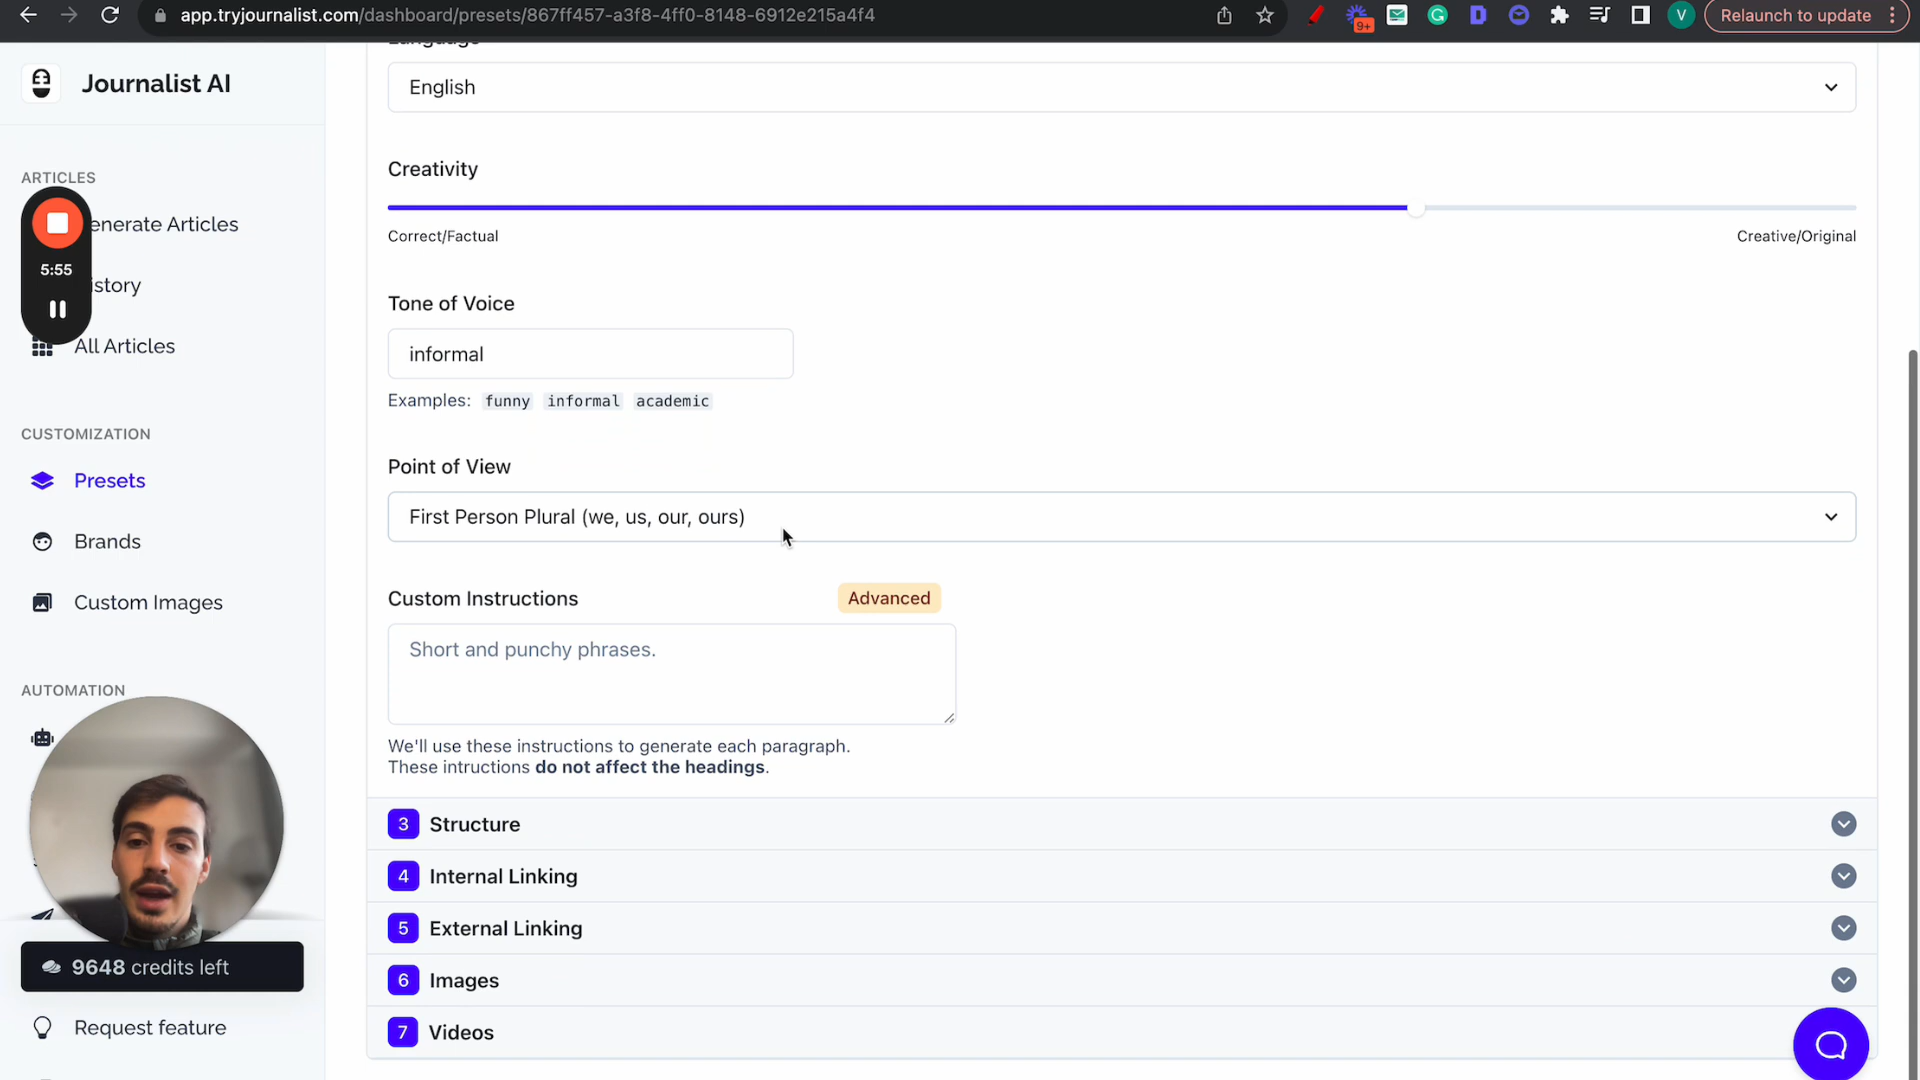 app.tryjournalist.com/dashboard/presets/867ff457-a3f8-4ff0-8148-6912e215a4f4
9+
V
Relaunch to update
Journalist AI
Language
English
ARTICLES
Creativity
enerate Articles
Correct/Factual
Creative/Original
5:55
istory
Tone of Voice
All Articles
informal
Examples: funny informal academic
CUSTOMIZATION
Point of View
Presets
First Person Plural (we, us, our, ours)
Brands
Custom Instructions
Advanced
Custom Images
Short and punchy phrases.
AUTOMATION
We'll use these instructions to generate each paragraph.
These intructions do not affect the headings.
3 Structure
4 Internal Linking
5 External Linking
9648 credits left
6 Images
Request feature
7 Videos